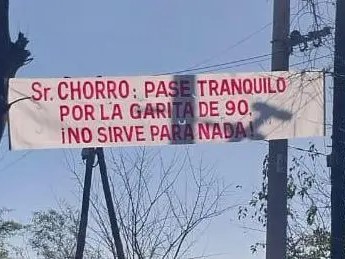 Sr. CHORRO: PASE TRANQUILO
POR LA GARITA DE 90.
¡NO SIRVE PARA NADA!